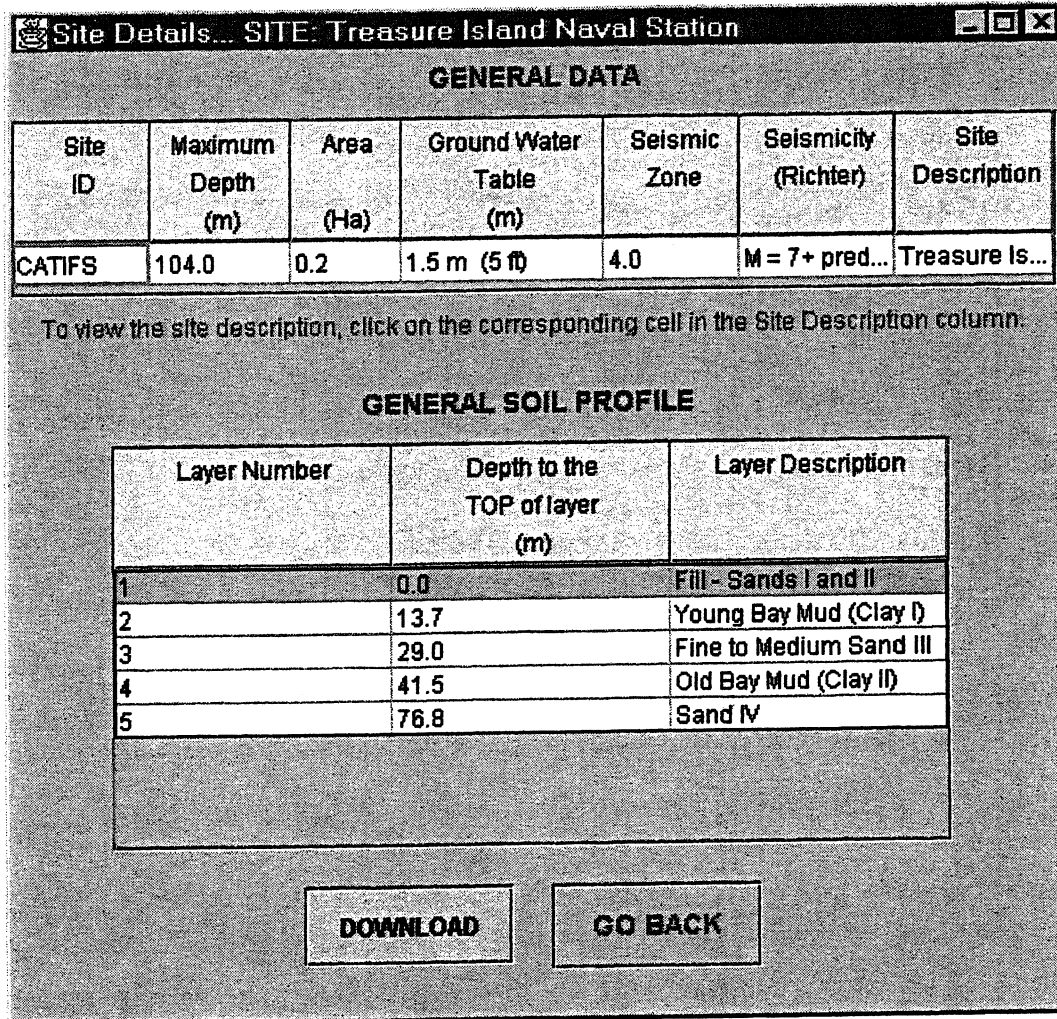 Site Details... SITE: Treasure Island Naval Station
GENERAL DATA
Site ID Maximum Depth (m) Area (Ha) Ground Water Table (m) Seismic Zone Seismicity (Richter) Site Description
CATIFS 104.0 0.2 1.5 m (5 ft) 4.0 M = 7+ pred... Treasure Is...
To view the site description, click on the corresponding cell in the Site Description column.
GENERAL SOIL PROFILE
Layer Number Depth to the TOP of layer (m) Layer Description
1 0.0 Fill - Sands I and II
2 13.7 Young Bay Mud (Clay I)
3 29.0 Fine to Medium Sand III
4 41.5 Old Bay Mud (Clay II)
5 76.8 Sand IV
DOWNLOAD GO BACK